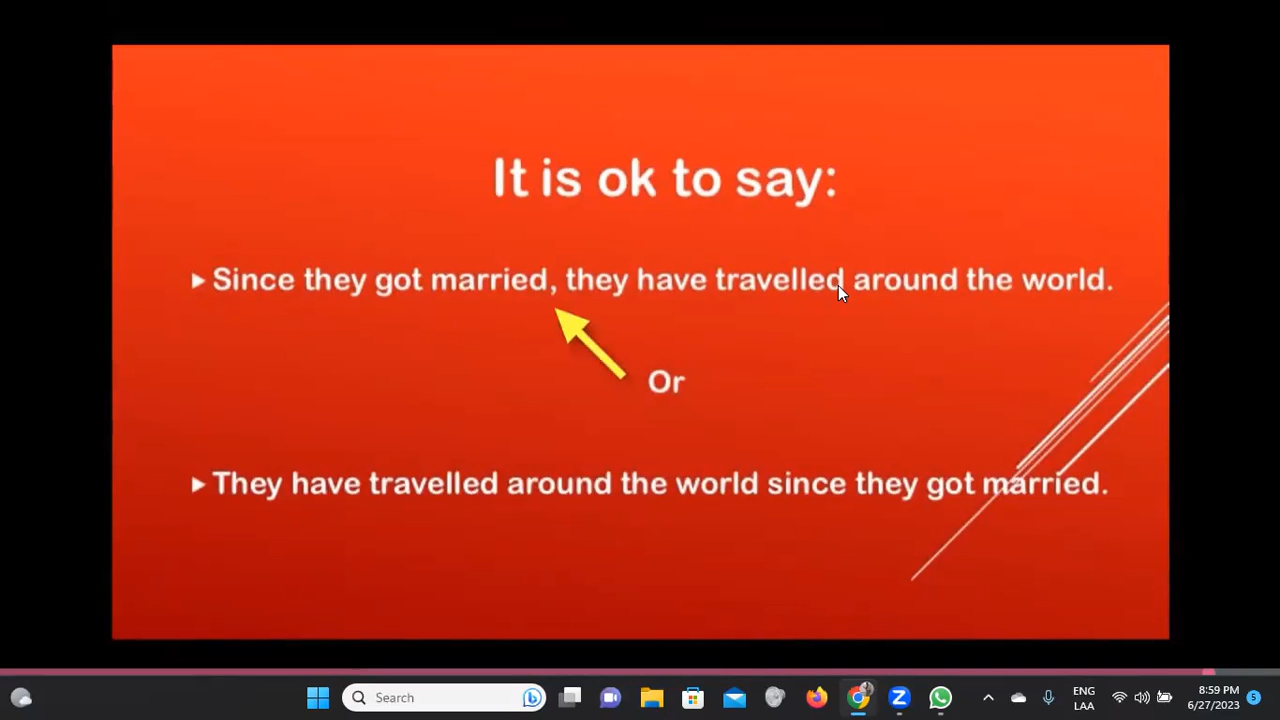 It is ok to say:
Since they got married, they have travelled around the world.
Or
They have travelled around the world since they got married.
Search
ENG
LAA
8:59 PM
6/27/2023
5